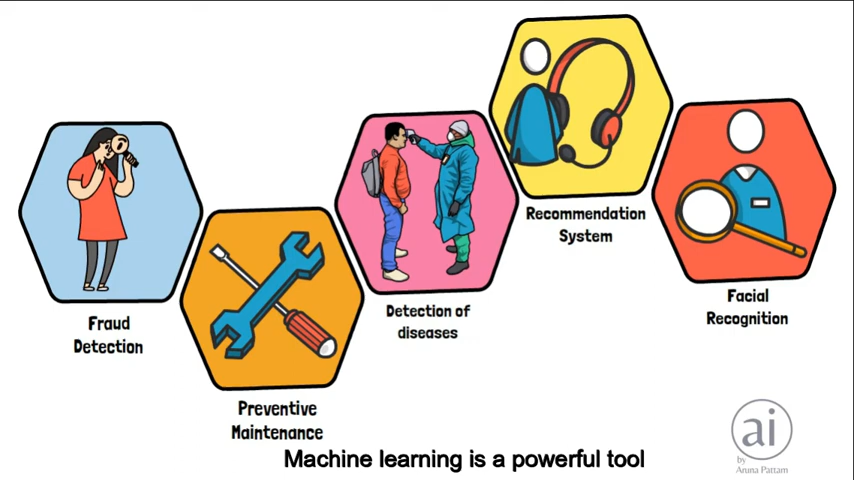 Fraud
Detection
Preventive
Maintenance
Detection of
diseases
Recommendation
System
Facial
Recognition
Machine learning is a powerful tool
ai
by
Aruna Pattam